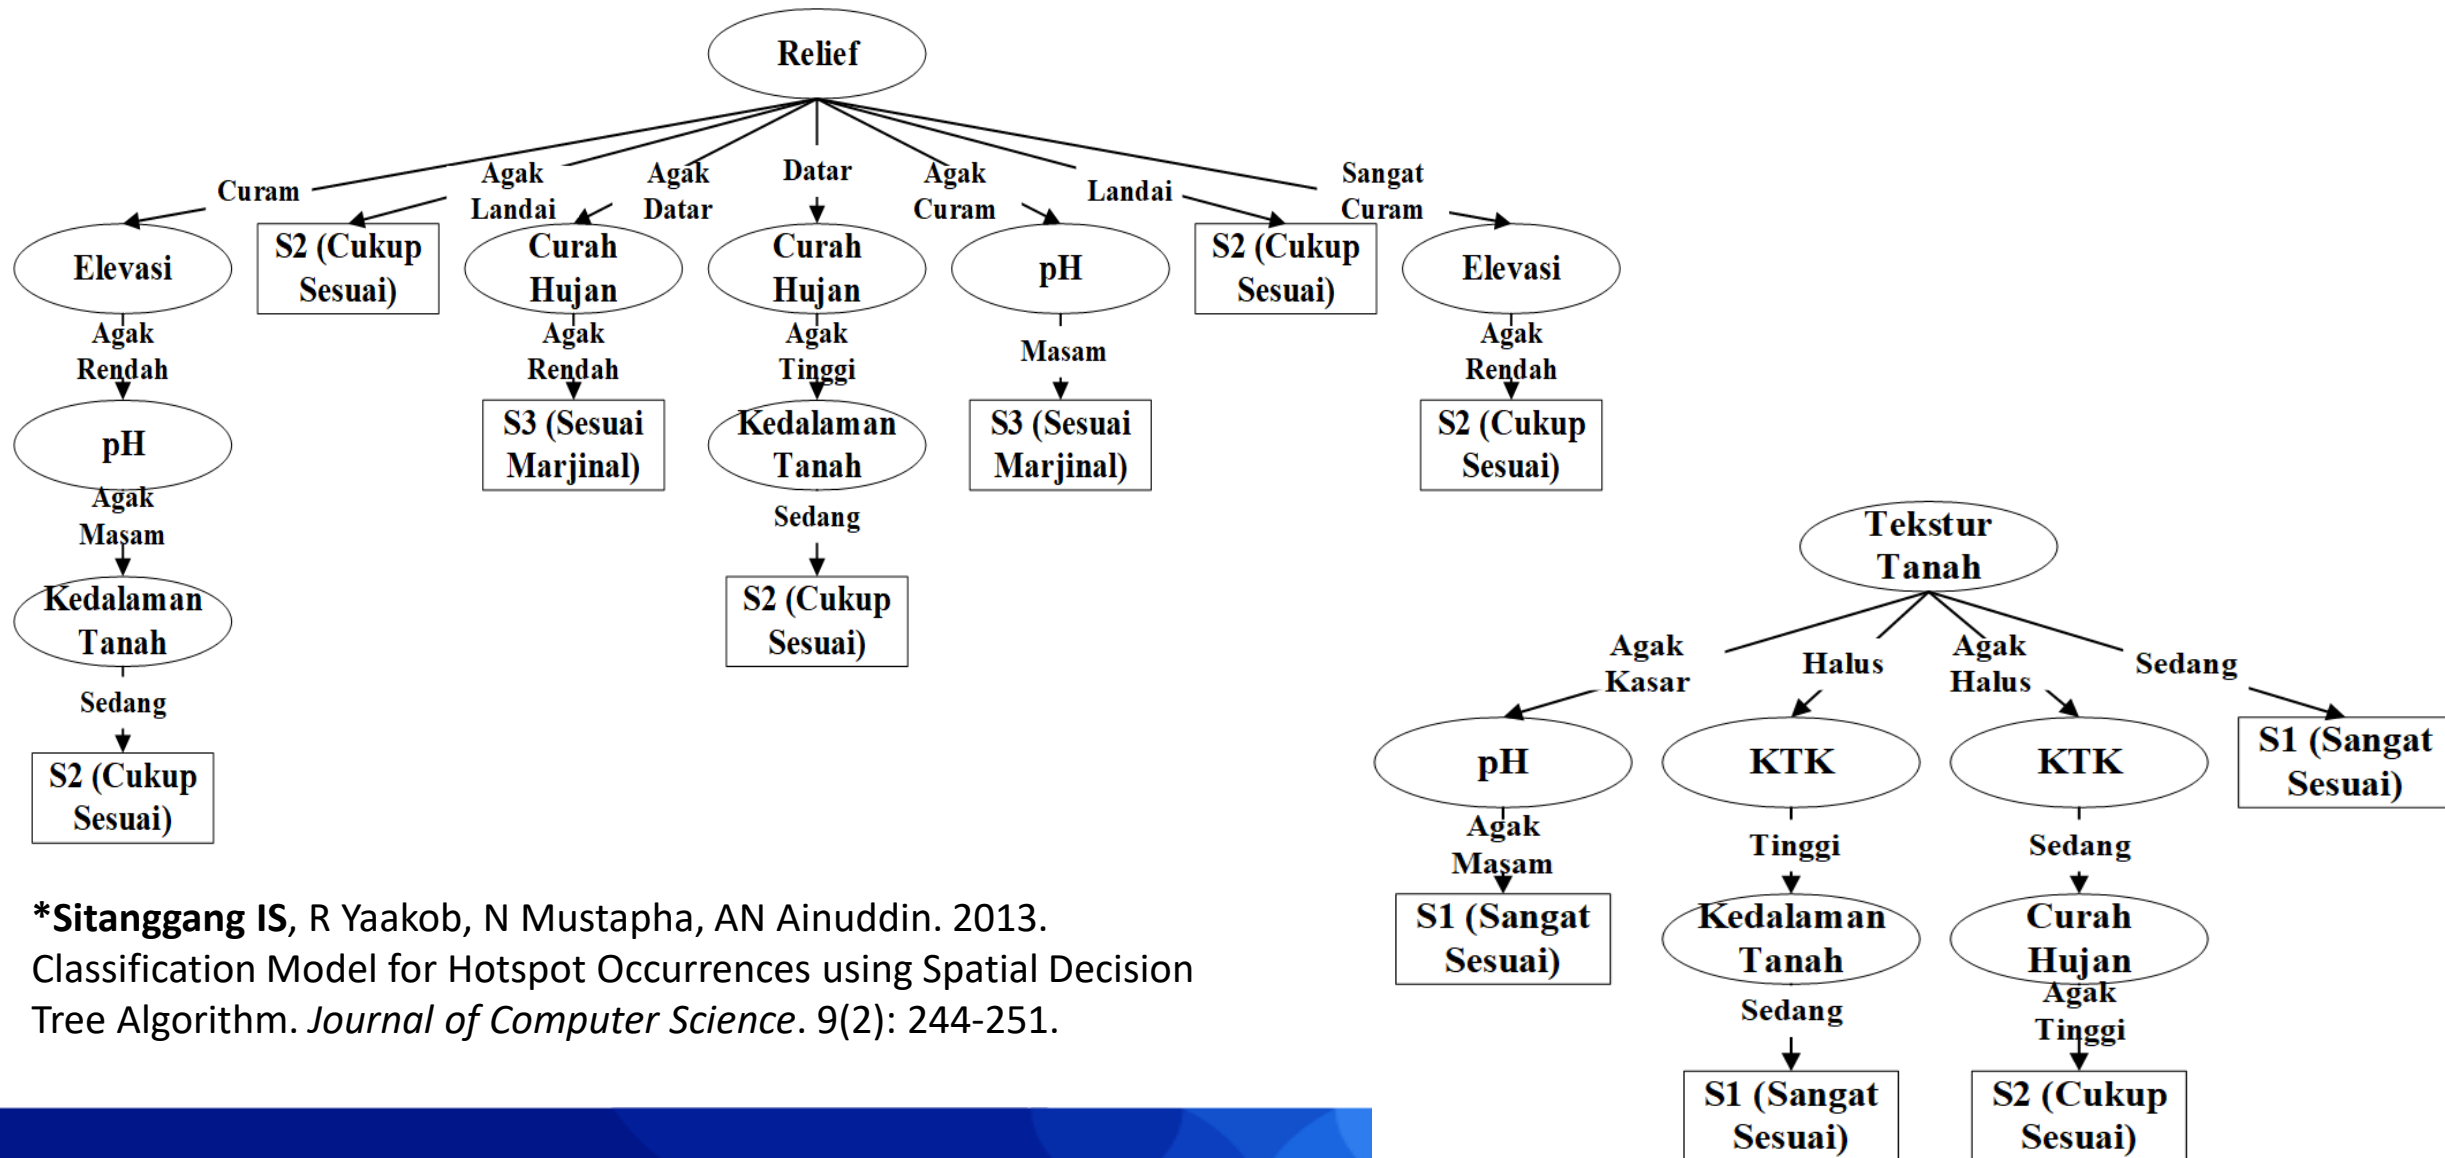 Relief
Curam
Agak
Landai
Agak
Datar
Datar
Agak
Curam
Landai
Sangat
Curam
Elevasi
S2 (Cukup
Sesuai)
Curah
Hujan
Curah
Hujan
pH
S2 (Cukup
Sesuai)
Elevasi
Agak
Rendah
Agak
Rendah
Agak
Tinggi
Masam
Agak
Rendah
pH
S3 (Sesuai
Marjinal)
Kedalaman
Tanah
S3 (Sesuai
Marjinal)
S2 (Cukup
Sesuai)
Agak
Masam
Sedang
Kedalaman
Tanah
S2 (Cukup
Sesuai)
Sedang
S2 (Cukup
Sesuai)
Tekstur
Tanah
Agak
Kasar
Halus
Agak
Halus
Sedang
pH
KTK
KTK
S1 (Sangat
Sesuai)
Agak
Masam
Tinggi
Sedang
S1 (Sangat
Sesuai)
Kedalaman
Tanah
Curah
Hujan
Sedang
Agak
Tinggi
S1 (Sangat
Sesuai)
S2 (Cukup
Sesuai)
*Sitanggang IS, R Yaakob, N Mustapha, AN Ainuddin. 2013.
Classification Model for Hotspot Occurrences using Spatial Decision
Tree Algorithm. Journal of Computer Science. 9(2): 244-251.